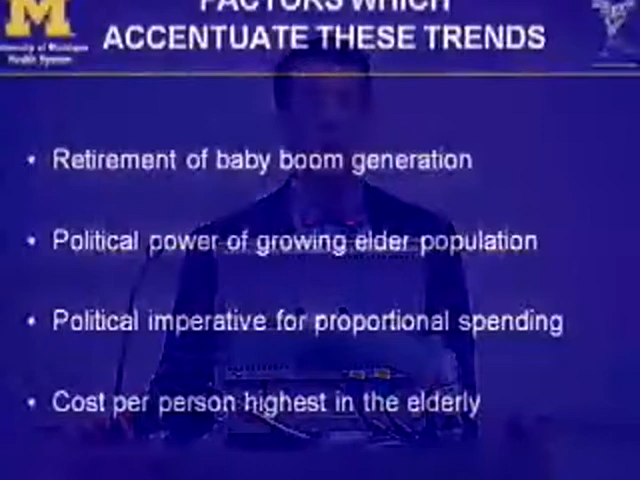 FACTORS WHICH
ACCENTUATE THESE TRENDS
M
University of Michigan
Health System
• Retirement of baby boom generation
• Political power of growing elder population
• Political imperative for proportional spending
• Cost per person highest in the elderly